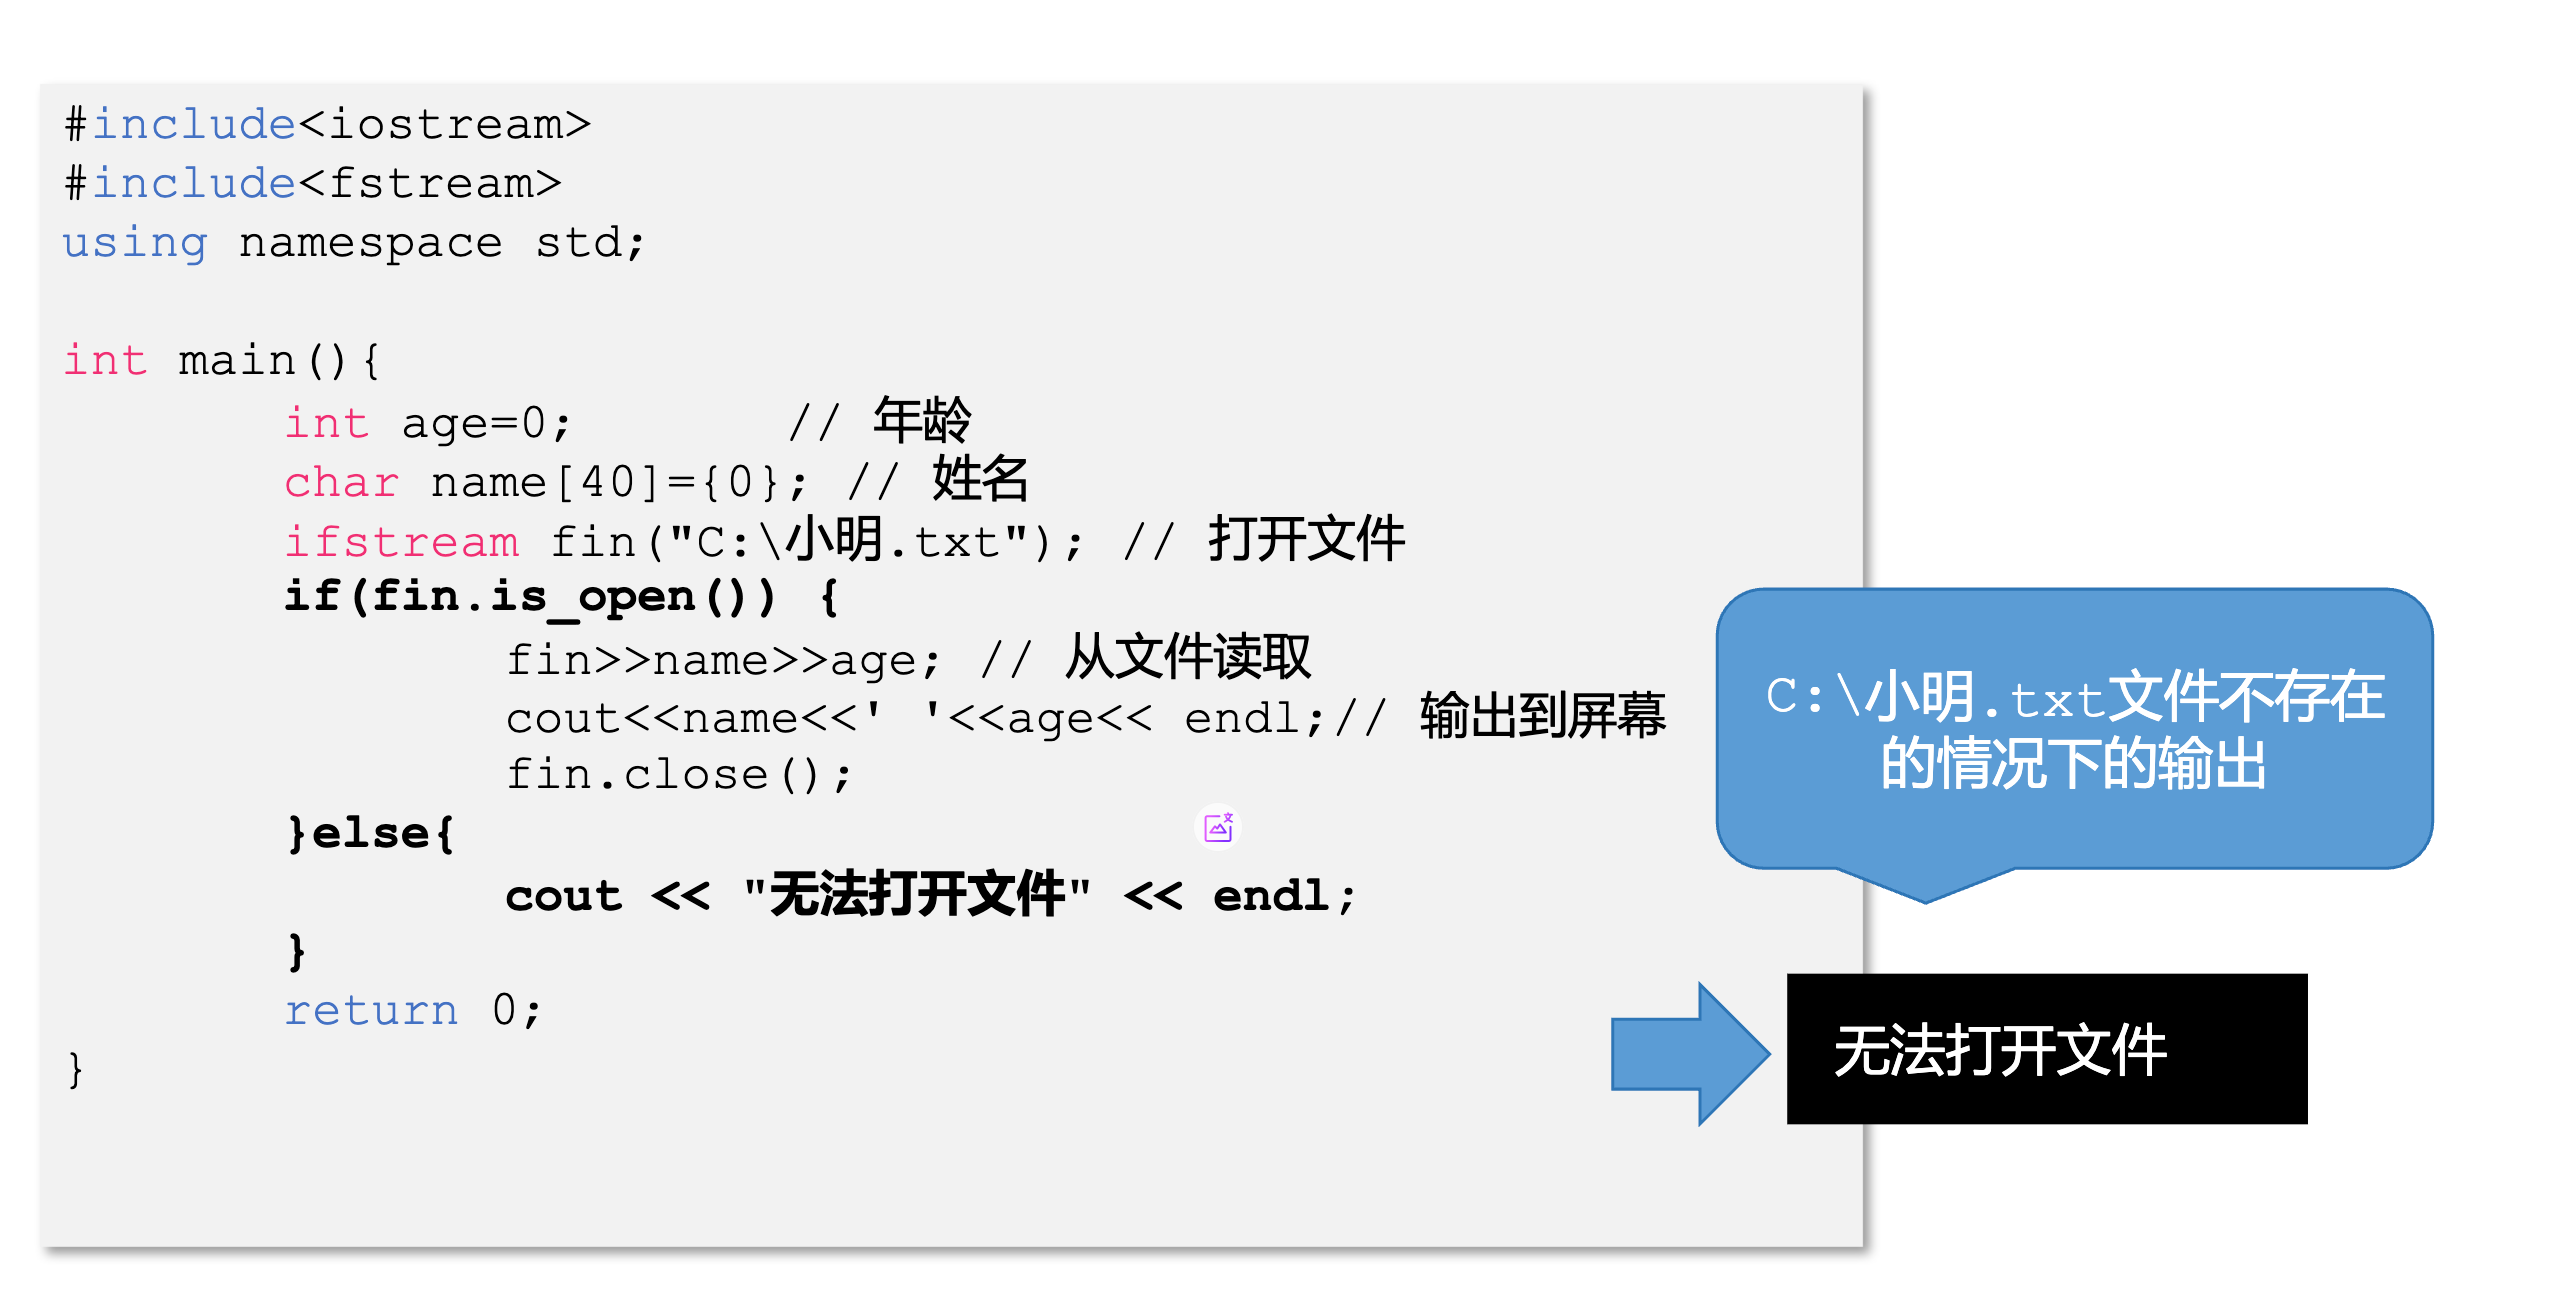 #include<iostream>
#include<fstream>
using namespace std;
int main(){
int age=0; // 年龄
char name[40]={0}; // 姓名
ifstream fin("C:\小明.txt"); // 打开文件
if(fin.is_open()) {
fin>>name>>age; // 从文件读取
cout<<name<<' '<<age<< endl;// 输出到屏幕
fin.close();
}else{
cout << "无法打开文件" << endl;
}
return 0;
}
C:\小明.txt文件不存在
的情况下的输出
无法打开文件